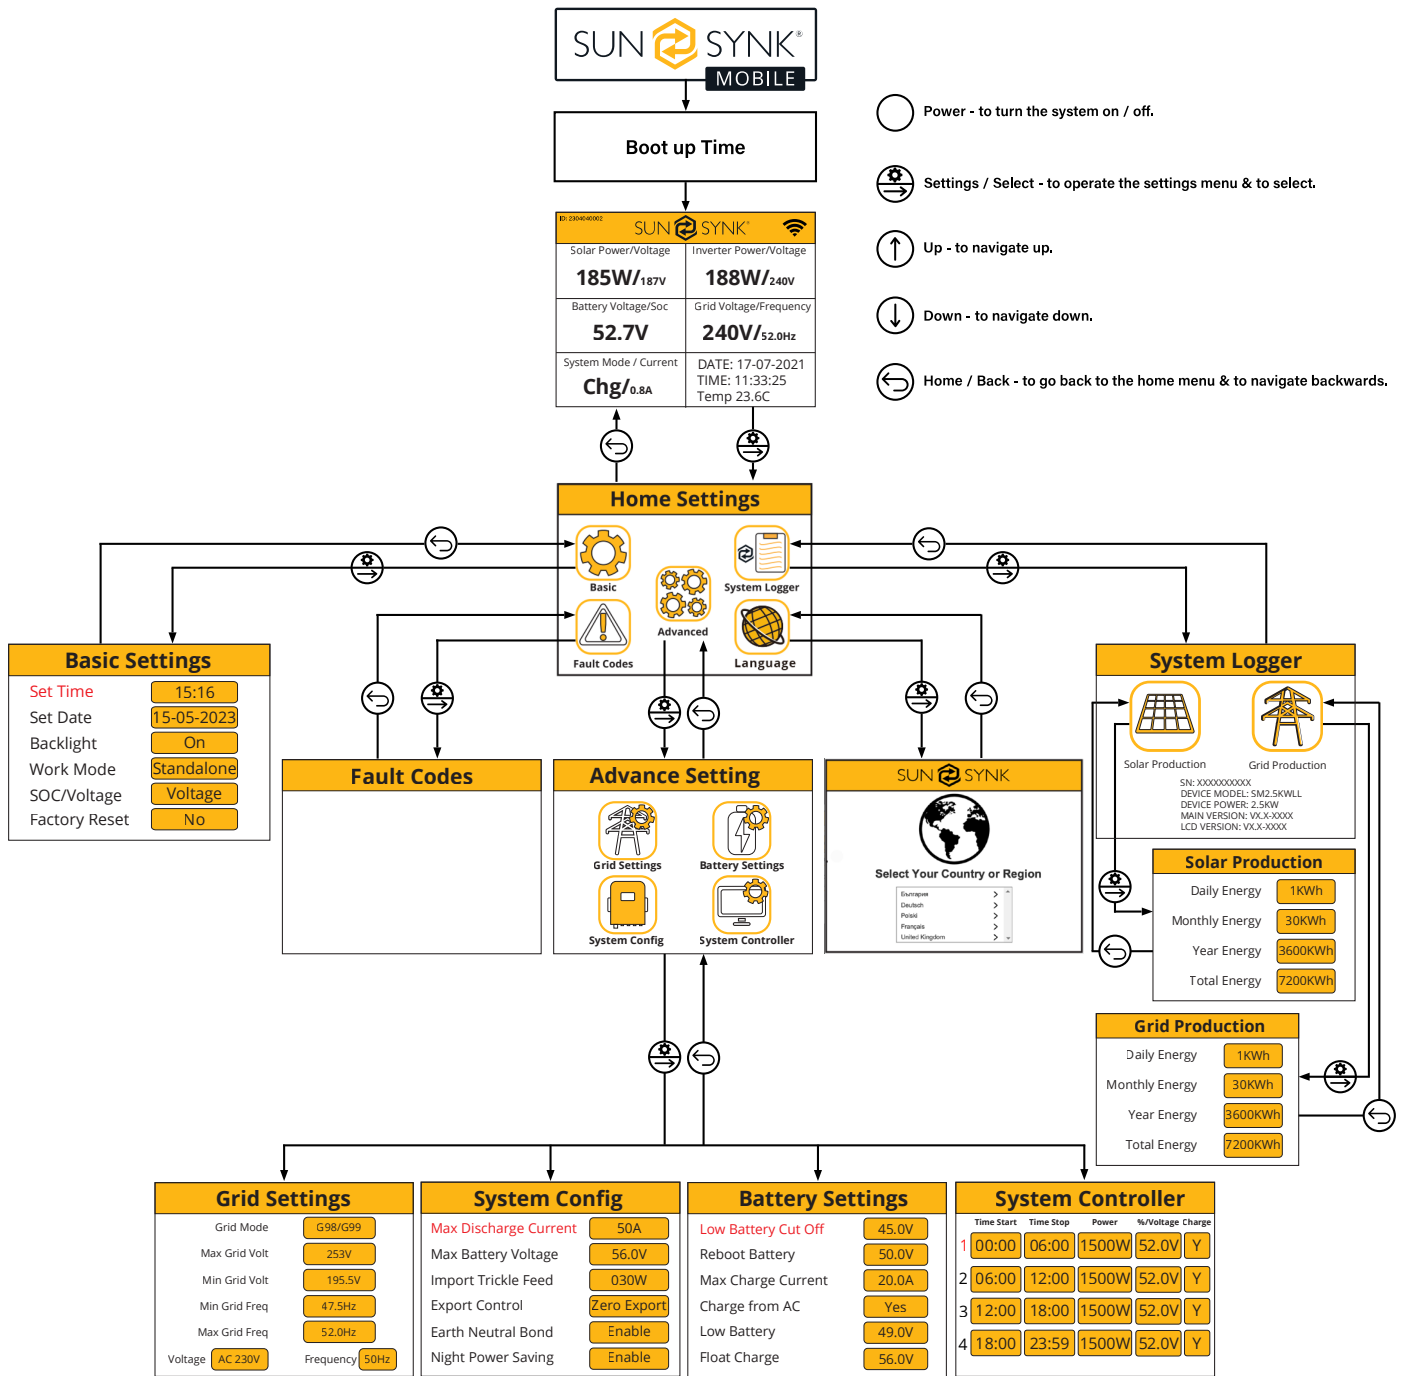 SUN SYNK®
MOBILE
Boot up Time
Power - to turn the system on / off.
Settings / Select - to operate the settings menu & to select.
Up - to navigate up.
Down - to navigate down.
Home / Back - to go back to the home menu & to navigate backwards.
ID: 2304040002
SUN SYNK®
Solar Power/Voltage
185W/187V
Inverter Power/Voltage
188W/240V
Battery Voltage/Soc
52.7V
Grid Voltage/Frequency
240V/52.0Hz
System Mode / Current
Chg/0.8A
DATE: 17-07-2021
TIME: 11:33:25
Temp 23.6C
Home Settings
Basic
System Logger
Advanced
Fault Codes
Language
Basic Settings
Set Time 15:16
Set Date 15-05-2023
Backlight On
Work Mode Standalone
SOC/Voltage Voltage
Factory Reset No
Fault Codes
Advance Setting
Grid Settings
Battery Settings
System Config
System Controller
SUN SYNK
Select Your Country or Region
България >
Deutsch >
Polski >
Français >
United Kingdom >
System Logger
Solar Production
Grid Production
SN: XXXXXXXXXX
DEVICE MODEL: SM2.5KWLL
DEVICE POWER: 2.5KW
MAIN VERSION: VX.X-XXXX
LCD VERSION: VX.X-XXXX
Solar Production
Daily Energy 1KWh
Monthly Energy 30KWh
Year Energy 3600KWh
Total Energy 7200KWh
Grid Production
Daily Energy 1KWh
Monthly Energy 30KWh
Year Energy 3600KWh
Total Energy 7200KWh
Grid Settings
Grid Mode G98/G99
Max Grid Volt 253V
Min Grid Volt 195.5V
Min Grid Freq 47.5Hz
Max Grid Freq 52.0Hz
Voltage AC 230V Frequency 50Hz
System Config
Max Discharge Current 50A
Max Battery Voltage 56.0V
Import Trickle Feed 030W
Export Control Zero Export
Earth Neutral Bond Enable
Night Power Saving Enable
Battery Settings
Low Battery Cut Off 45.0V
Reboot Battery 50.0V
Max Charge Current 20.0A
Charge from AC Yes
Low Battery 49.0V
Float Charge 56.0V
System Controller
Time Start Time Stop Power %/Voltage Charge
1 00:00 06:00 1500W 52.0V Y
2 06:00 12:00 1500W 52.0V Y
3 12:00 18:00 1500W 52.0V Y
4 18:00 23:59 1500W 52.0V Y